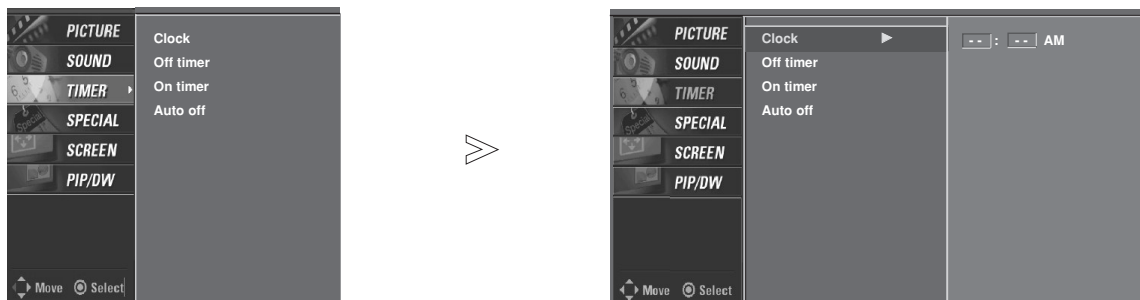 PICTURE
SOUND
TIMER
SPECIAL
SCREEN
PIP/DW
Move Select
Clock
Off timer
On timer
Auto off
PICTURE
SOUND
TIMER
SPECIAL
SCREEN
PIP/DW
Move Select
Clock ▶
Off timer
On timer
Auto off
- - : - - AM